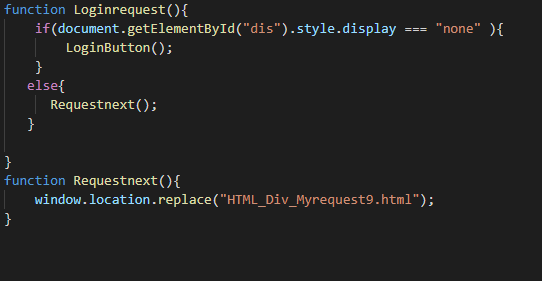 function Loginrequest(){
    if(document.getElementById("dis").style.display === "none" ){
        LoginButton();
    }
   else{
      Requestnext();
   }

}
function Requestnext(){
    window.location.replace("HTML_Div_Myrequest9.html");
}